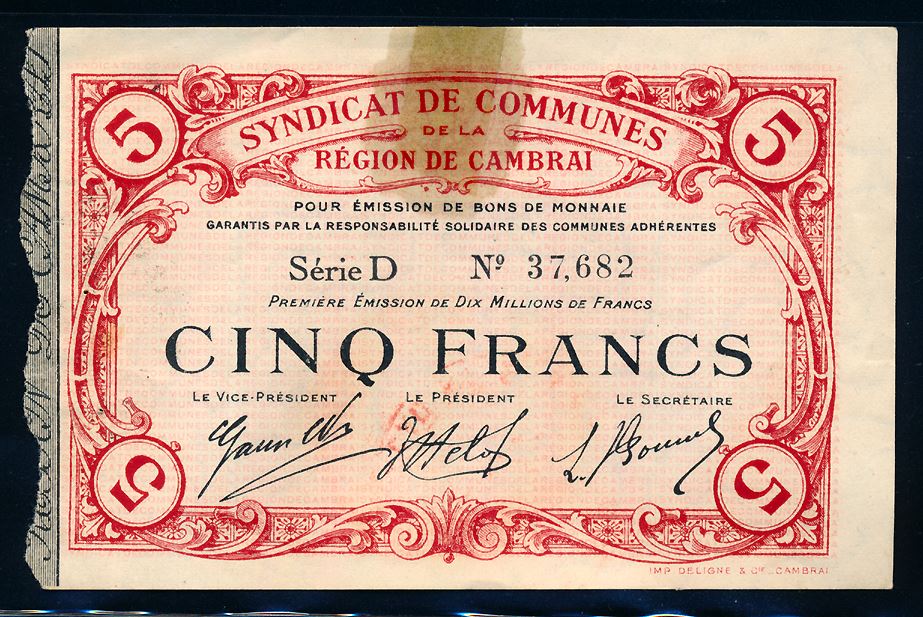 5 5
SYNDICAT DE COMMUNES
DE LA
RÉGION DE CAMBRAI
POUR ÉMISSION DE BONS DE MONNAIE
GARANTIS PAR LA RESPONSABILITÉ SOLIDAIRE DES COMMUNES ADHÉRENTES
Série D Nº 37,682
PREMIÈRE ÉMISSION DE DIX MILLIONS DE FRANCS
CINQ FRANCS
LE VICE-PRÉSIDENT LE PRÉSIDENT LE SECRÉTAIRE
5 5
IMP. DELIGNE & Cie _ CAMBRAI